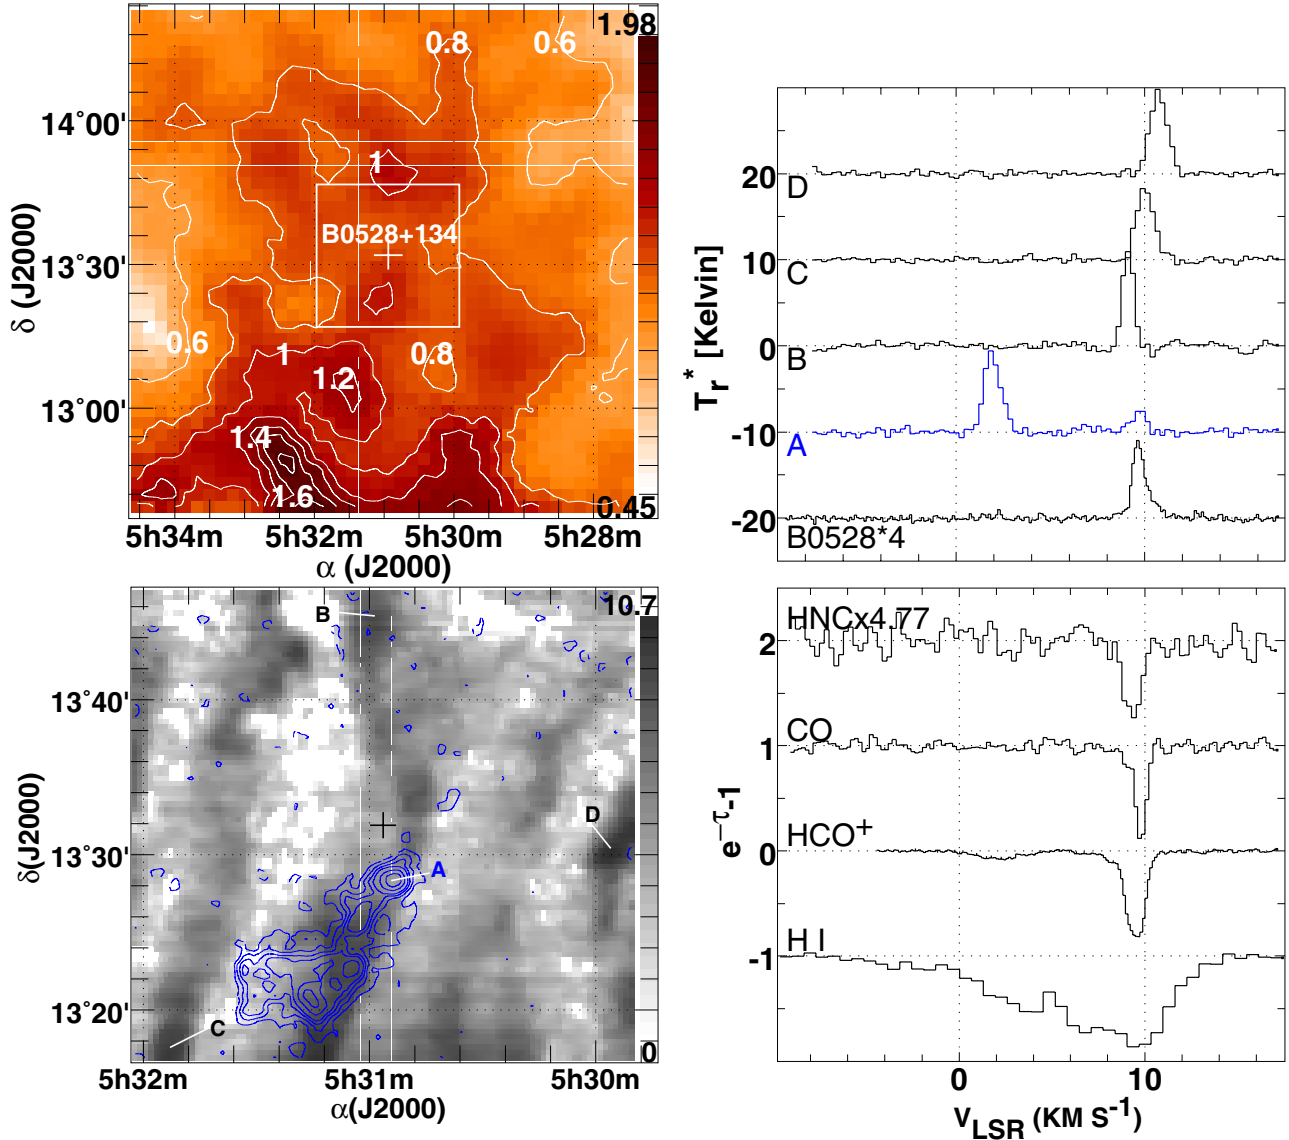 1.98
0.8
0.6
14°00'
1
B0528+134
13°30'
0.6
1
0.8
1.2
13°00'
1.4
1.6
0.45
5h34m
5h32m
5h30m
5h28m
α (J2000)
δ (J2000)
D
20
C
10
B
0
A
-10
B0528*4
-20
Tr* [Kelvin]
10.7
B
13°40'
D
13°30'
A
13°20'
C
0
5h32m
5h31m
5h30m
α(J2000)
δ(J2000)
HNCx4.77
2
CO
1
HCO+
0
H I
-1
e−τ-1
0
10
VLSR (KM S-1)